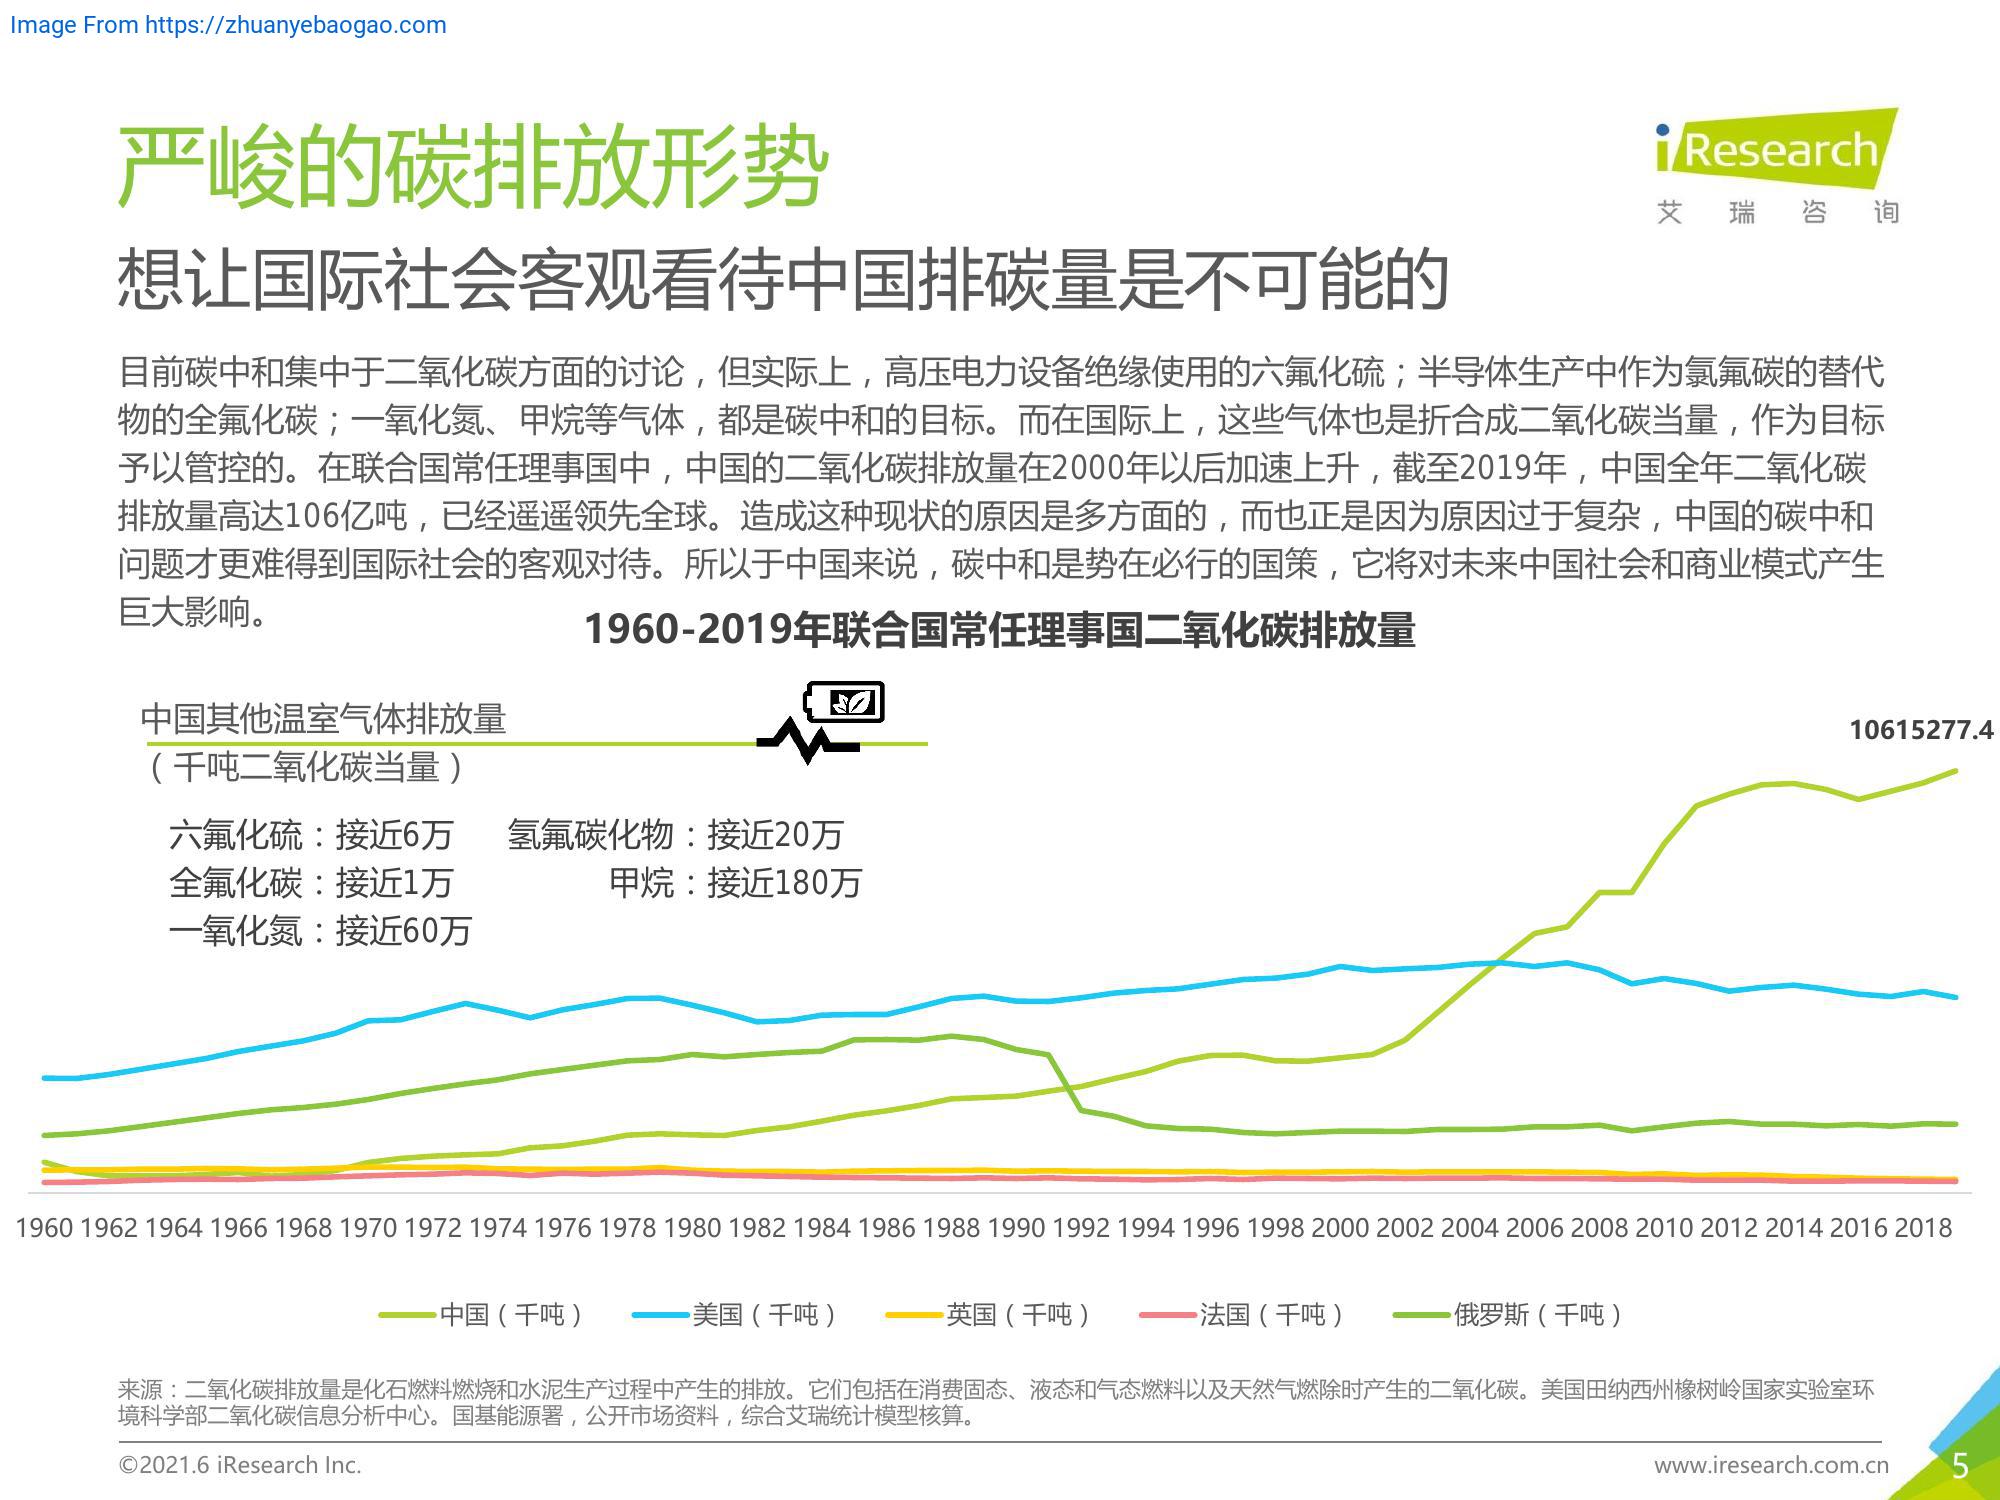 Image From https://zhuanyebaogao.com
严峻的碳排放形势
iResearch
艾瑞咨询
想让国际社会客观看待中国排碳量是不可能的
目前碳中和集中于二氧化碳方面的讨论，但实际上，高压电力设备绝缘使用的六氟化硫；半导体生产中作为氯氟碳的替代
物的全氟化碳；一氧化氮、甲烷等气体，都是碳中和的目标。而在国际上，这些气体也是折合成二氧化碳当量，作为目标
予以管控的。在联合国常任理事国中，中国的二氧化碳排放量在2000年以后加速上升，截至2019年，中国全年二氧化碳
排放量高达106亿吨，已经遥遥领先全球。造成这种现状的原因是多方面的，而也正是因为原因过于复杂，中国的碳中和
问题才更难得到国际社会的客观对待。所以于中国来说，碳中和是势在必行的国策，它将对未来中国社会和商业模式产生
巨大影响。
1960-2019年联合国常任理事国二氧化碳排放量
中国其他温室气体排放量
（千吨二氧化碳当量）
10615277.4
六氟化硫：接近6万 氢氟碳化物：接近20万
全氟化碳：接近1万 甲烷：接近180万
一氧化氮：接近60万
1960 1962 1964 1966 1968 1970 1972 1974 1976 1978 1980 1982 1984 1986 1988 1990 1992 1994 1996 1998 2000 2002 2004 2006 2008 2010 2012 2014 2016 2018
中国（千吨） 美国（千吨） 英国（千吨） 法国（千吨） 俄罗斯（千吨）
来源：二氧化碳排放量是化石燃料燃烧和水泥生产过程中产生的排放。它们包括在消费固态、液态和气态燃料以及天然气燃除时产生的二氧化碳。美国田纳西州橡树岭国家实验室环
境科学部二氧化碳信息分析中心。国基能源署，公开市场资料，综合艾瑞统计模型核算。
©2021.6 iResearch Inc.
www.iresearch.com.cn
5